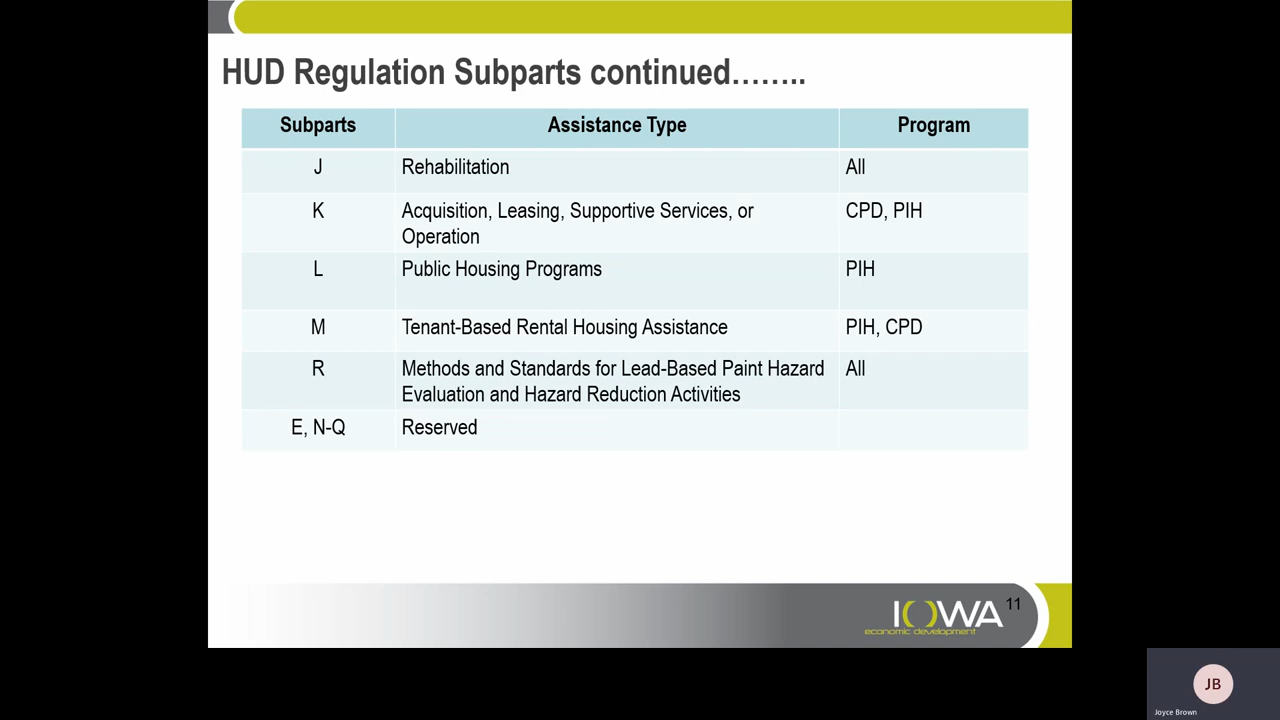 HUD Regulation Subparts continued……..
Subparts Assistance Type Program
J Rehabilitation All
K Acquisition, Leasing, Supportive Services, or CPD, PIH
Operation
L Public Housing Programs PIH
M Tenant-Based Rental Housing Assistance PIH, CPD
R Methods and Standards for Lead-Based Paint Hazard All
Evaluation and Hazard Reduction Activities
E, N-Q Reserved
IOWA 11
economic development
JB
Joyce Brown